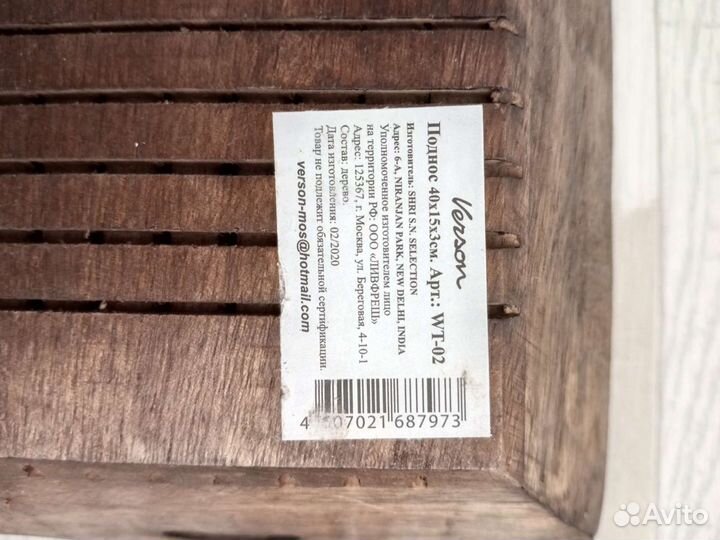 Verson
Поднос 40х15х3см. Арт.: WT-02
Изготовитель: SHRI S.N. SELECTION
Адрес: 6-A, NIRANJAN PARK, NEW DELHI, INDIA
Уполномоченное изготовителем лицо
на территории РФ: ООО «ЛИВФРЕШ»
Адрес: 125367, г. Москва, ул. Береговая, 4-10-1
Состав: дерево.
Дата изготовления: 02/2020
Товар не подлежит обязательной сертификации.
verson-mos@hotmail.com
4 607021 687973
Avito